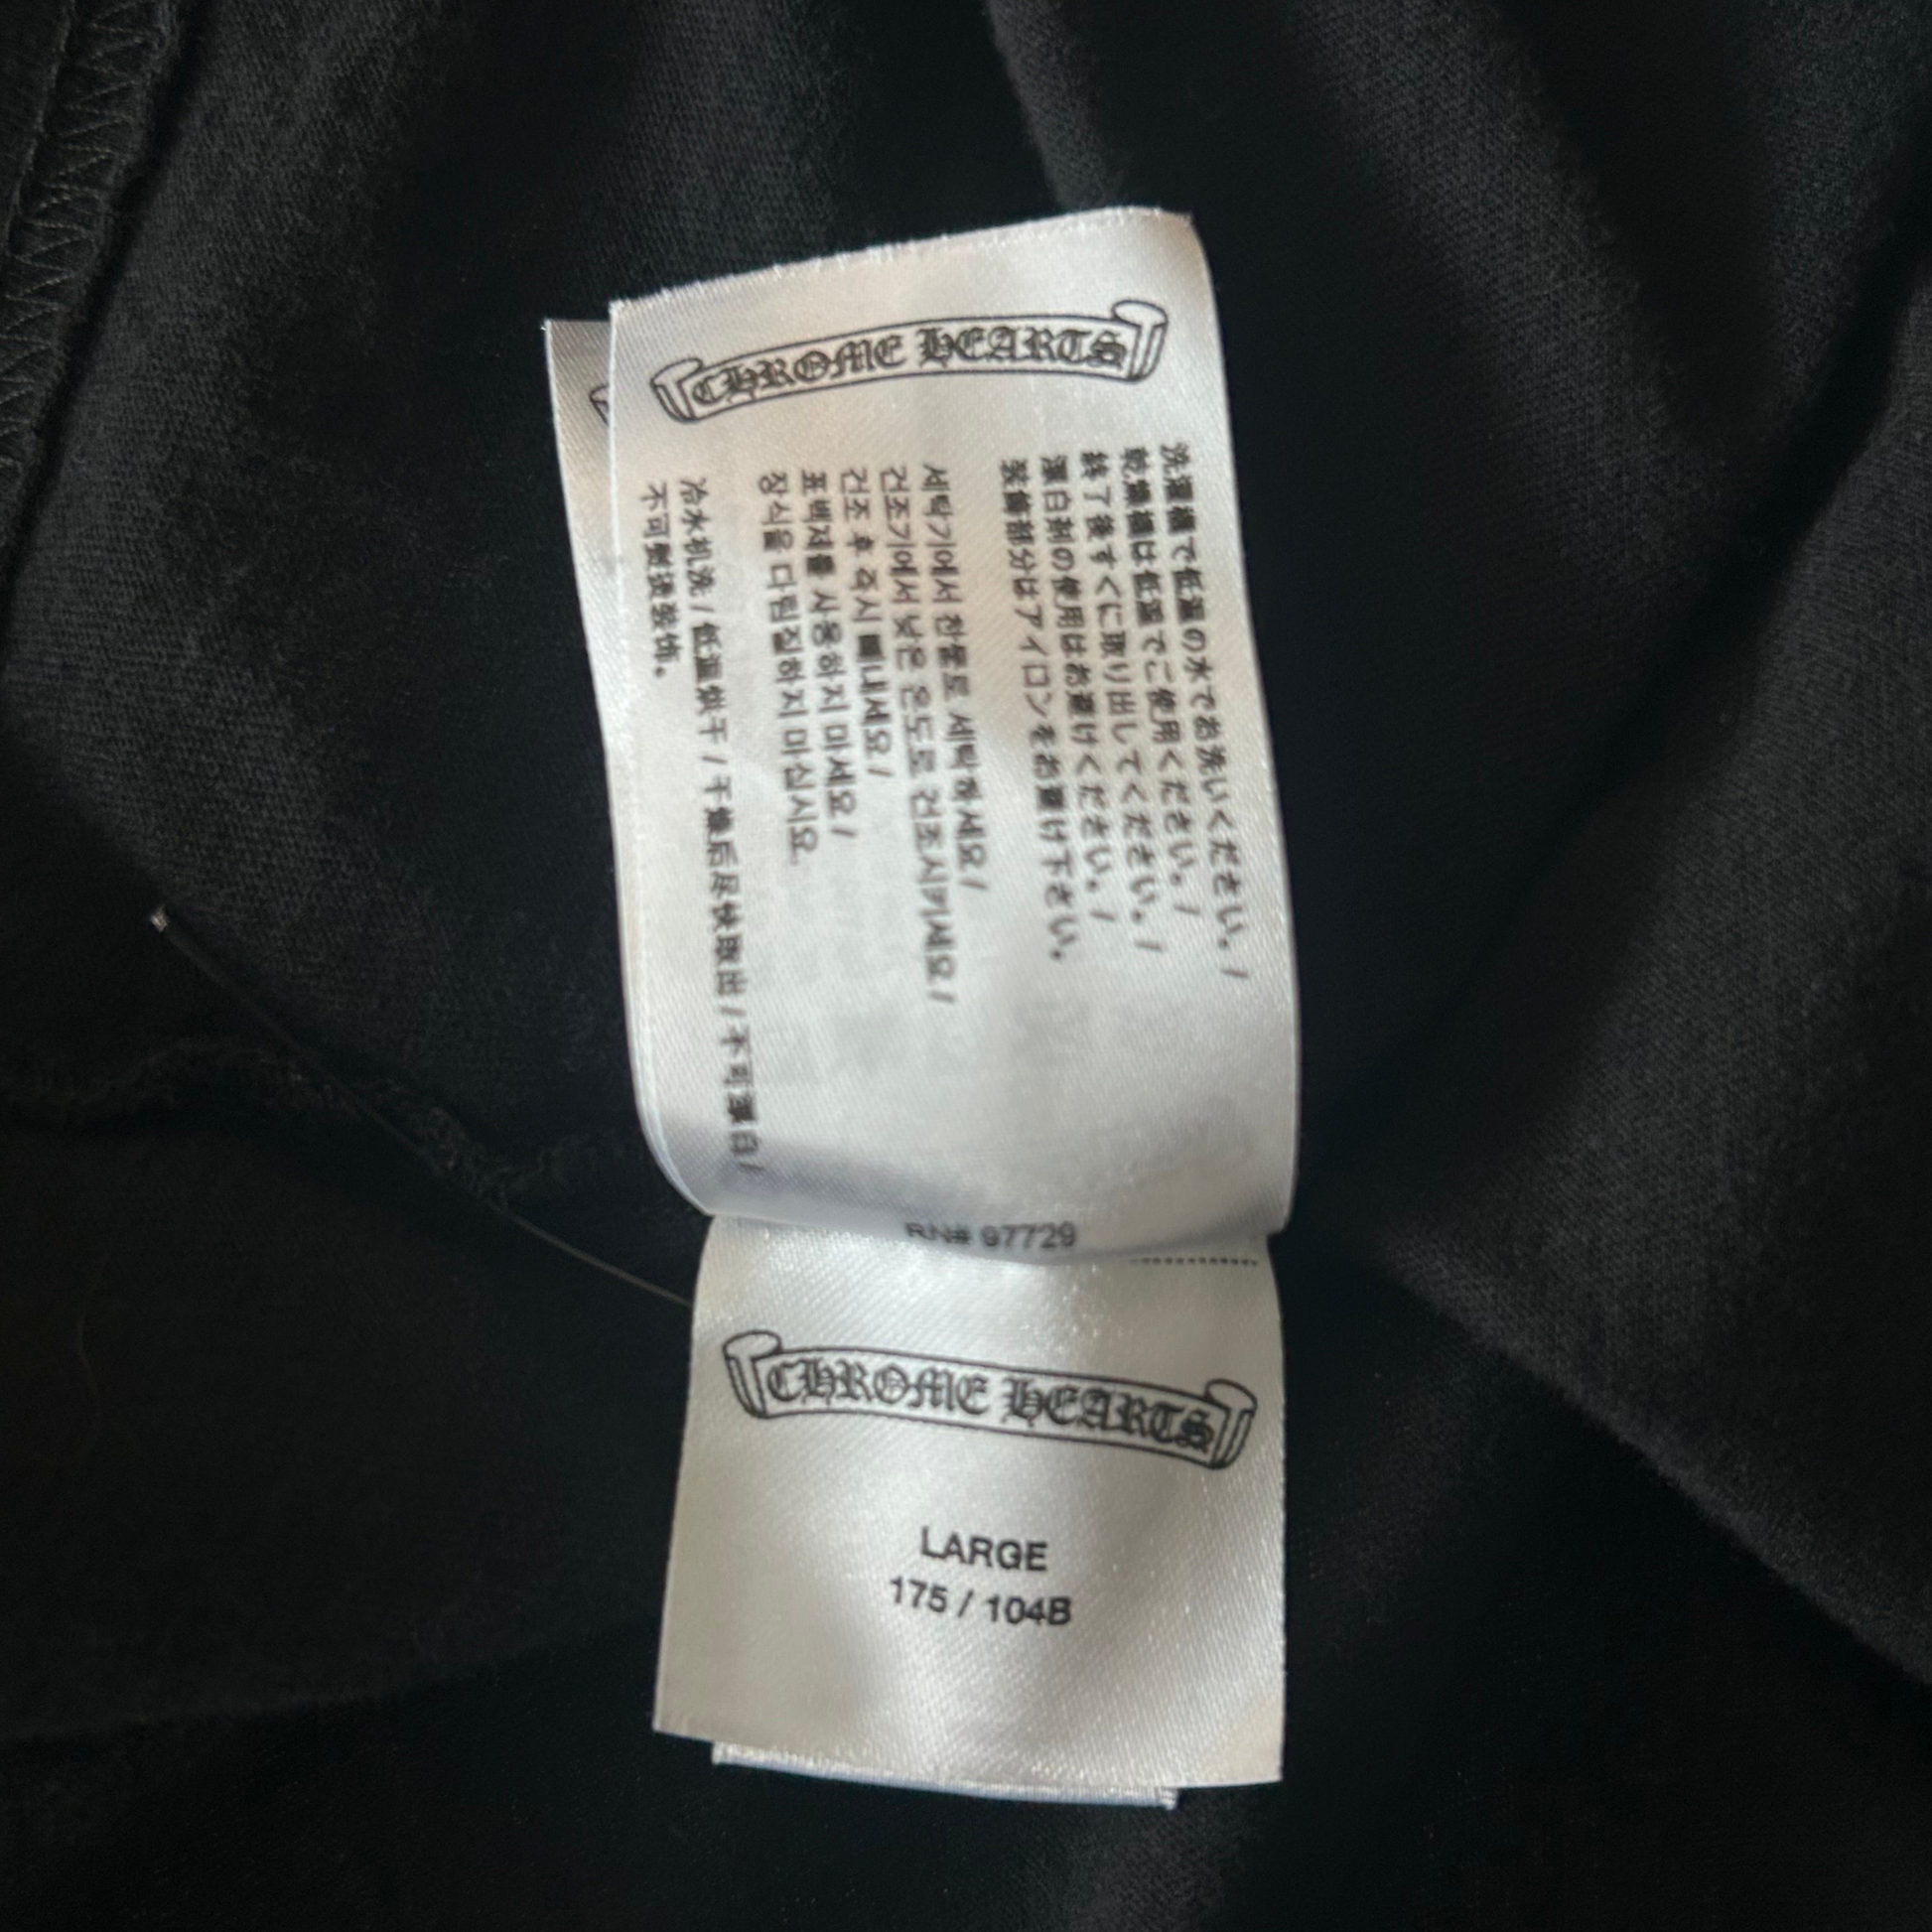 CHROME HEARTS
洗濯機で低温の水でお洗いください。/
乾燥機は低温でご使用ください。/
終了後すぐに取り出してください。/
漂白剤の使用はお避けください。/
装飾部分はアイロンをお避け下さい。
세탁기에서 찬물로 세탁하세요/
건조기에서 낮은 온도로 건조시키세요/
건조 후 즉시 빼내세요/
표백제를 사용하지 마세요/
장식을 다림질하지 마십시요.
冷水机洗 / 低温烘干 / 干燥后尽快取出 / 不可漂白 /
不可熨烫装饰。
RN# 97729
CHROME HEARTS
LARGE
175 / 104B